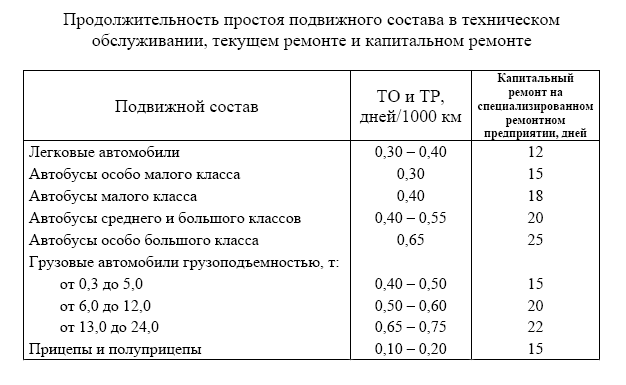 Продолжительность простоя подвижного состава в техническом
обслуживании, текущем ремонте и капитальном ремонте
Подвижной состав
ТО и ТР,
дней/1000 км
Капитальный
ремонт на
специализированном
ремонтном
предприятии, дней
Легковые автомобили 0,30 – 0,40 12
Автобусы особо малого класса 0,30 15
Автобусы малого класса 0,40 18
Автобусы среднего и большого классов 0,40 – 0,55 20
Автобусы особо большого класса 0,65 25
Грузовые автомобили грузоподъемностью, т:
от 0,3 до 5,0 0,40 – 0,50 15
от 6,0 до 12,0 0,50 – 0,60 20
от 13,0 до 24,0 0,65 – 0,75 22
Прицепы и полуприцепы 0,10 – 0,20 15